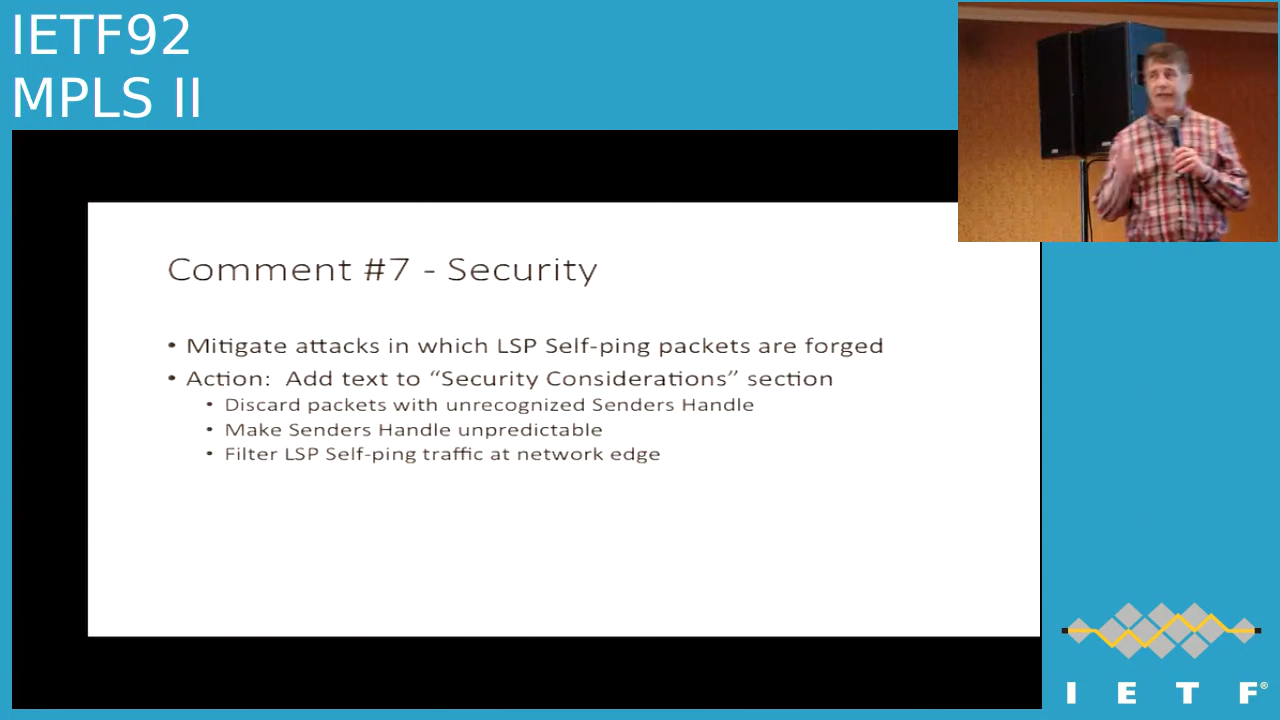 IETF92
MPLS II
Comment #7 - Security
• Mitigate attacks in which LSP Self-ping packets are forged
• Action:  Add text to “Security Considerations” section
• Discard packets with unrecognized Senders Handle
• Make Senders Handle unpredictable
• Filter LSP Self-ping traffic at network edge
I E T F®